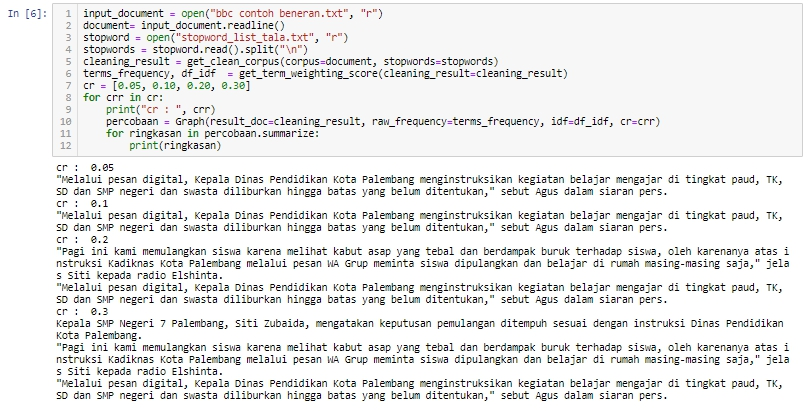 In [6]:
1 input_document = open("bbc contoh beneran.txt", "r")
2 document= input_document.readline()
3 stopword = open("stopword_list_tala.txt", "r")
4 stopwords = stopword.read().split("\n")
5 cleaning_result = get_clean_corpus(corpus=document, stopwords=stopwords)
6 terms_frequency, df_idf  = get_term_weighting_score(cleaning_result=cleaning_result)
7 cr = [0.05, 0.10, 0.20, 0.30]
8 for crr in cr:
9     print("cr : ", crr)
10     percobaan = Graph(result_doc=cleaning_result, raw_frequency=terms_frequency, idf=df_idf, cr=crr)
11     for ringkasan in percobaan.summarize:
12         print(ringkasan)
cr :  0.05
"Melalui pesan digital, Kepala Dinas Pendidikan Kota Palembang menginstruksikan kegiatan belajar mengajar di tingkat paud, TK,
SD dan SMP negeri dan swasta diliburkan hingga batas yang belum ditentukan," sebut Agus dalam siaran pers.
cr :  0.1
"Melalui pesan digital, Kepala Dinas Pendidikan Kota Palembang menginstruksikan kegiatan belajar mengajar di tingkat paud, TK,
SD dan SMP negeri dan swasta diliburkan hingga batas yang belum ditentukan," sebut Agus dalam siaran pers.
cr :  0.2
"Pagi ini kami memulangkan siswa karena melihat kabut asap yang tebal dan berdampak buruk terhadap siswa, oleh karenanya atas i
nstruksi Kadiknas Kota Palembang melalui pesan WA Grup meminta siswa dipulangkan dan belajar di rumah masing-masing saja," jela
s Siti kepada radio Elshinta.
"Melalui pesan digital, Kepala Dinas Pendidikan Kota Palembang menginstruksikan kegiatan belajar mengajar di tingkat paud, TK,
SD dan SMP negeri dan swasta diliburkan hingga batas yang belum ditentukan," sebut Agus dalam siaran pers.
cr :  0.3
Kepala SMP Negeri 7 Palembang, Siti Zubaida, mengatakan keputusan pemulangan ditempuh sesuai dengan instruksi Dinas Pendidikan
Kota Palembang.
"Pagi ini kami memulangkan siswa karena melihat kabut asap yang tebal dan berdampak buruk terhadap siswa, oleh karenanya atas i
nstruksi Kadiknas Kota Palembang melalui pesan WA Grup meminta siswa dipulangkan dan belajar di rumah masing-masing saja," jela
s Siti kepada radio Elshinta.
"Melalui pesan digital, Kepala Dinas Pendidikan Kota Palembang menginstruksikan kegiatan belajar mengajar di tingkat paud, TK,
SD dan SMP negeri dan swasta diliburkan hingga batas yang belum ditentukan," sebut Agus dalam siaran pers.